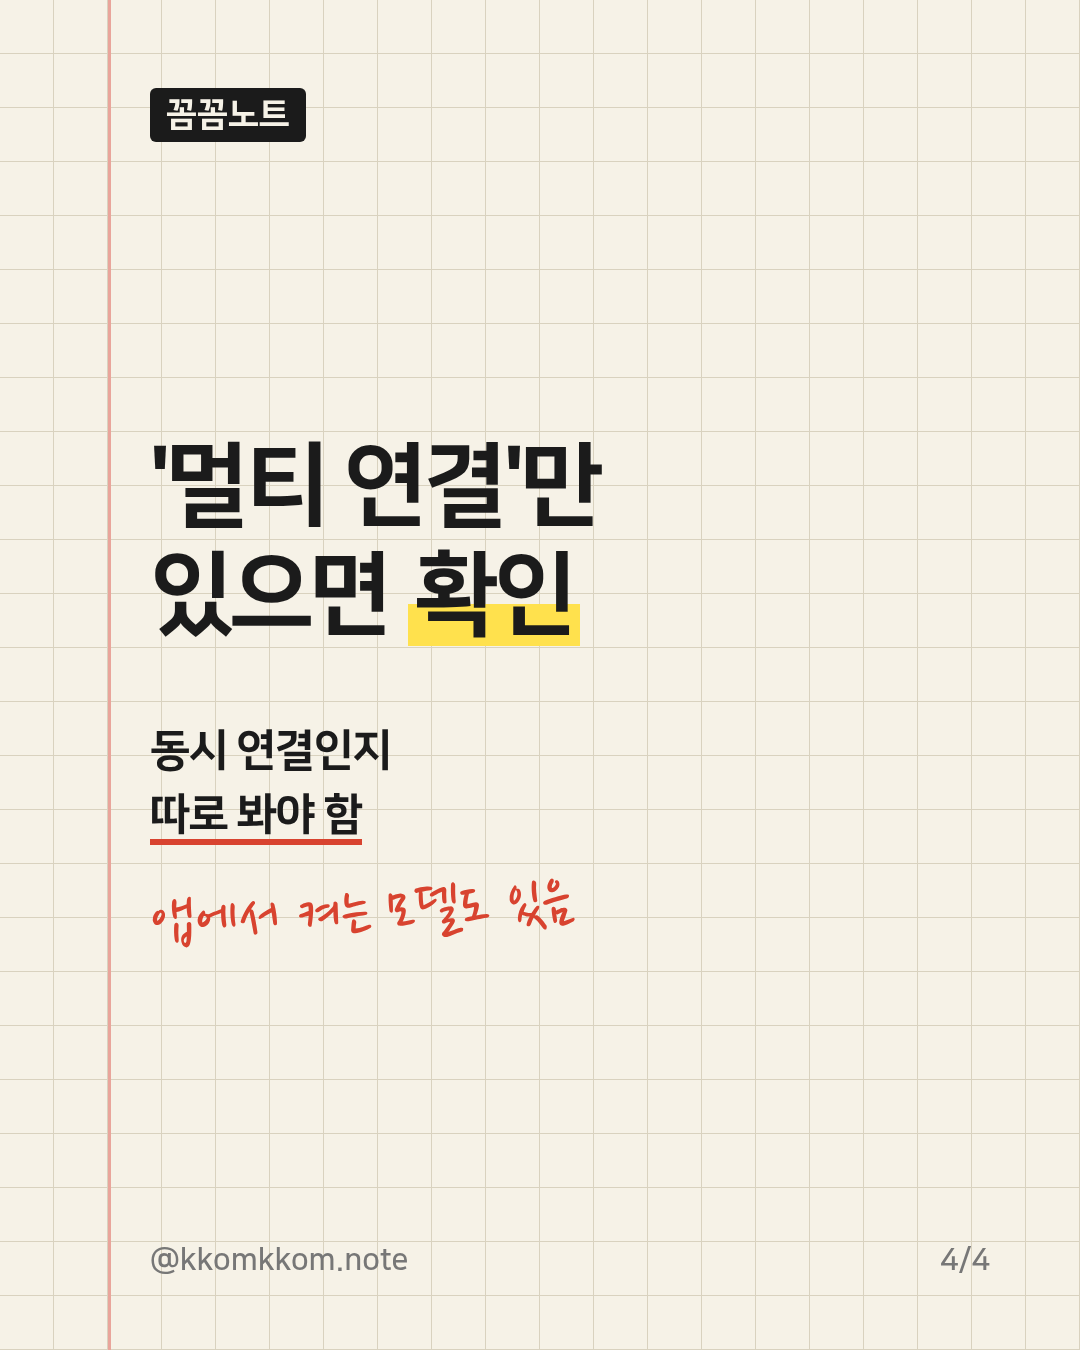 꼼꼼노트
'멀티 연결'만
있으면 확인
동시 연결인지
따로 봐야 함
앱에서 켜는 모델도 있음
@kkomkkom.note
4/4